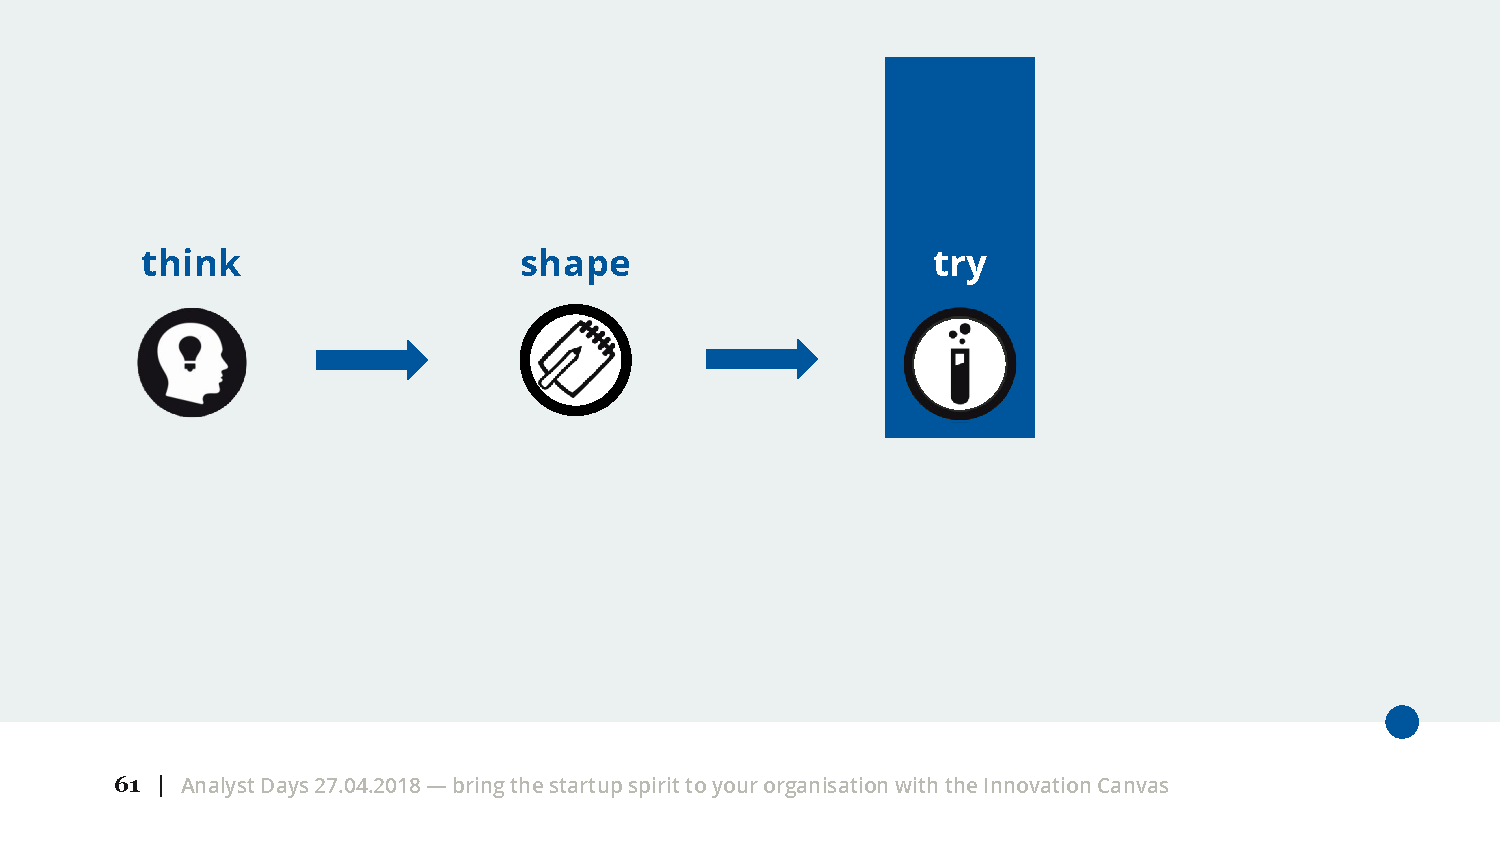 think
shape
try
61 | Analyst Days 27.04.2018 — bring the startup spirit to your organisation with the Innovation Canvas